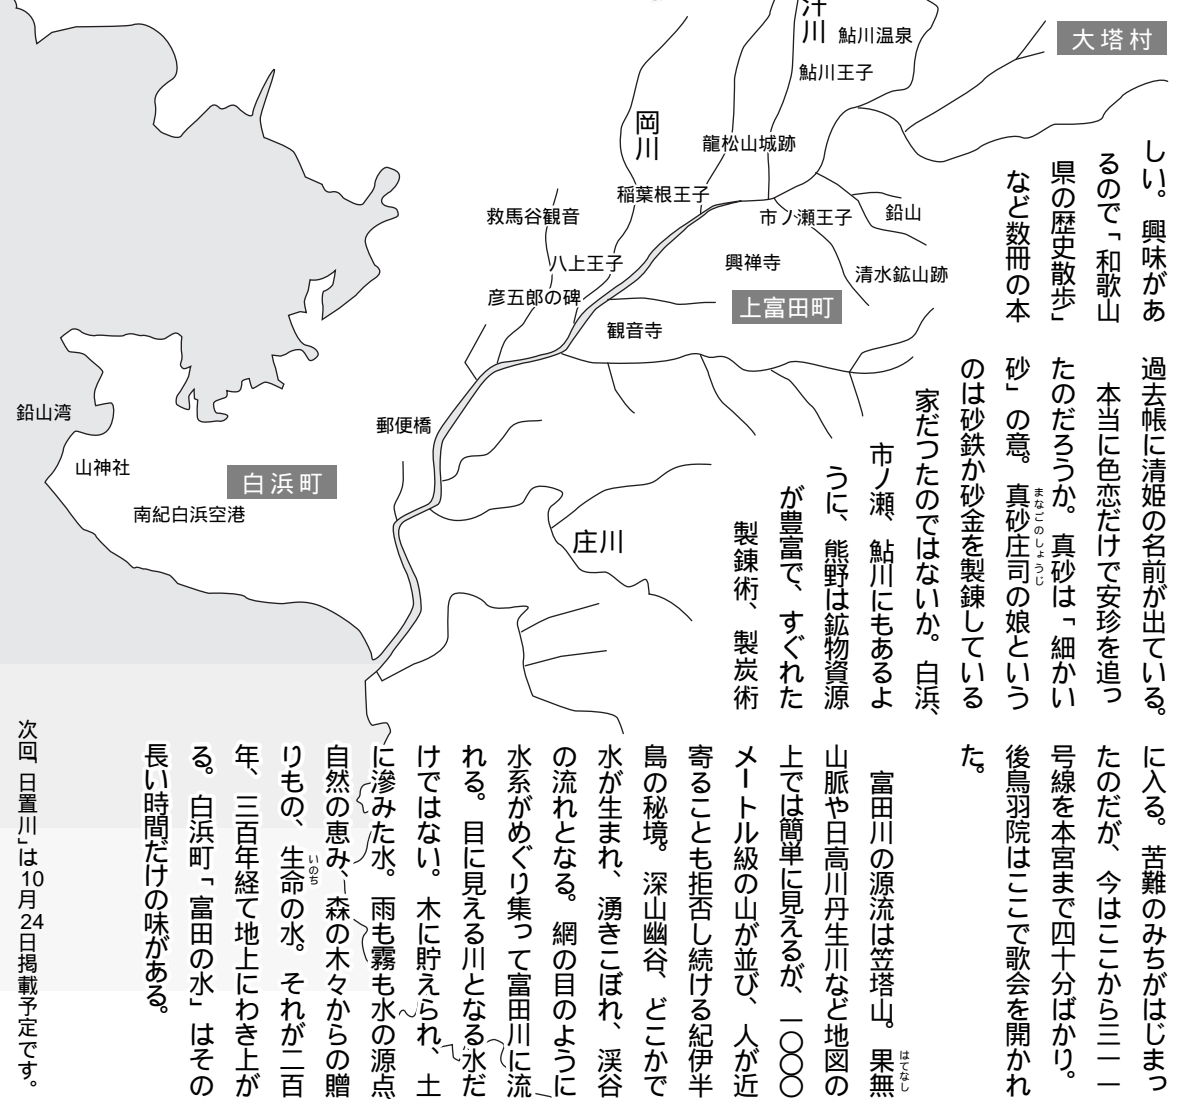 汁川
鮎川温泉
大塔村
鮎川王子
岡川
龍松山城跡
稲葉根王子
救馬谷観音
市ノ瀬王子
鉛山
八上王子
興禅寺
清水鉱山跡
彦五郎の碑
上富田町
観音寺
鉛山湾
郵便橋
山神社
白浜町
南紀白浜空港
庄川
しい。興味があ
るので「和歌山
県の歴史散歩」
など数冊の本
過去帳に清姫の名前が出ている。
本当に色恋だけで安珍を追っ
たのだろうか。真砂は「細かい
砂」の意。真砂庄司の娘という
まなごのしょうじ
のは砂鉄か砂金を製錬している
家だつたのではないか。白浜、
市ノ瀬、鮎川にもあるよ
うに、熊野は鉱物資源
が豊富で、すぐれた
製錬術、製炭術
に入る。苦難のみちがはじまっ
たのだが、今はここから三一一
号線を本宮まで四十分ばかり。
後鳥羽院はここで歌会を開かれ
た。
富田川の源流は笠塔山。果無
はてなし
山脈や日高川丹生川など地図の
上では簡単に見えるが、一〇〇〇
メートル級の山が並び、人が近
寄ることも拒否し続ける紀伊半
島の秘境。深山幽谷、どこかで
水が生まれ、湧きこぼれ、渓谷
の流れとなる。網の目のように
水系がめぐり集って富田川に流
れる。目に見える川となる水だ
けではない。木に貯えられ、土
に滲みた水。雨も霧も水の源点
自然の恵み、森の木々からの贈
りもの、生命の水。それが二百
いのち
年、三百年経て地上にわき上が
る。白浜町「富田の水」はその
長い時間だけの味がある。
次回「日置川」は10月24日掲載予定です。